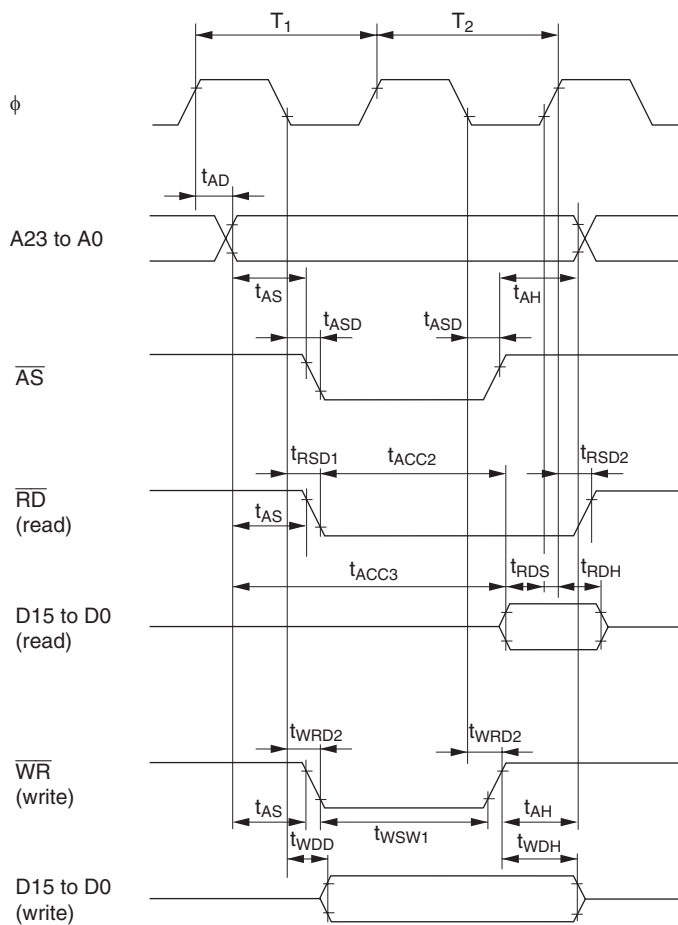 T1 T2
ϕ
tAD
A23 to A0
tAS tAH
tASD tASD
AS
tRSD1 tACC2 tRSD2
RD
(read)
tAS
tACC3 tRDS tRDH
D15 to D0
(read)
tWRD2 tWRD2
WR
(write)
tAS tWSW1 tAH
tWDD tWDH
D15 to D0
(write)